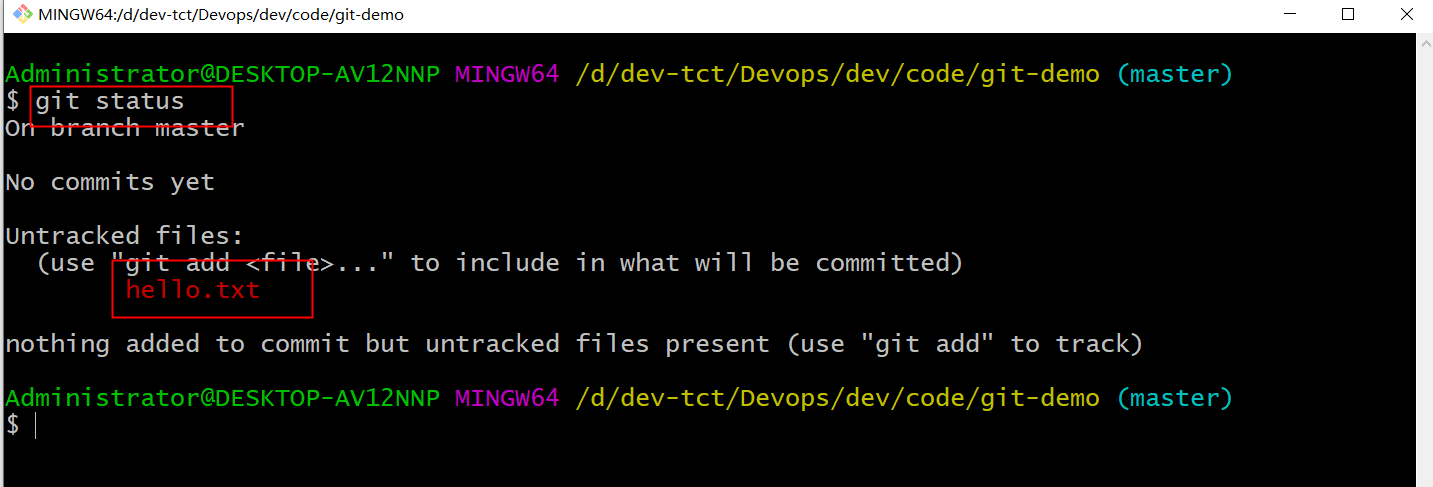 MINGW64:/d/dev-tct/Devops/dev/code/git-demo
Administrator@DESKTOP-AV12NNP MINGW64 /d/dev-tct/Devops/dev/code/git-demo (master)
$ git status
On branch master
No commits yet
Untracked files:
(use "git add <file>..." to include in what will be committed)
hello.txt
nothing added to commit but untracked files present (use "git add" to track)
Administrator@DESKTOP-AV12NNP MINGW64 /d/dev-tct/Devops/dev/code/git-demo (master)
$